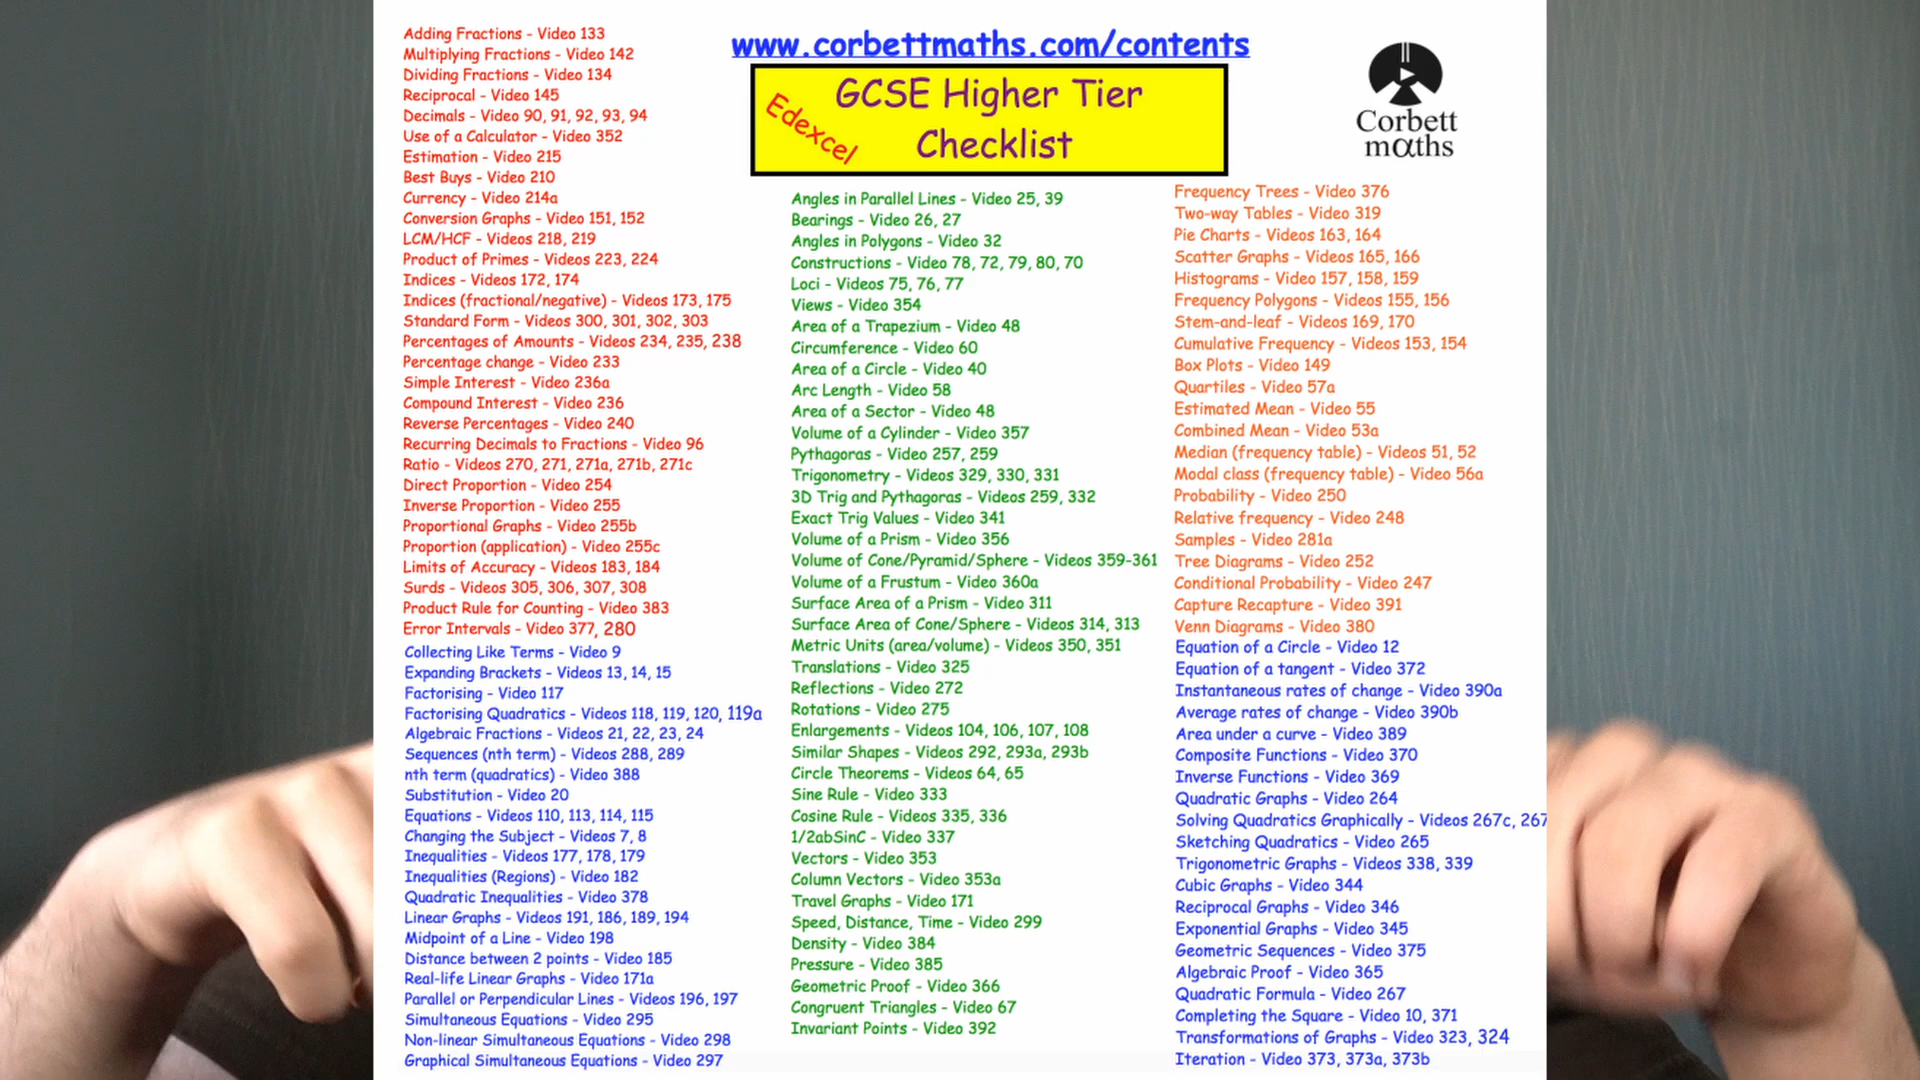 www.corbettmaths.com/contents
Edexcel
GCSE Higher Tier
Checklist
Corbett
mαths
Adding Fractions - Video 133
Multiplying Fractions - Video 142
Dividing Fractions - Video 134
Reciprocal - Video 145
Decimals - Video 90, 91, 92, 93, 94
Use of a Calculator - Video 352
Estimation - Video 215
Best Buys - Video 210
Currency - Video 214a
Conversion Graphs - Video 151, 152
LCM/HCF - Videos 218, 219
Product of Primes - Videos 223, 224
Indices - Videos 172, 174
Indices (fractional/negative) - Videos 173, 175
Standard Form - Videos 300, 301, 302, 303
Percentages of Amounts - Videos 234, 235, 238
Percentage change - Video 233
Simple Interest - Video 236a
Compound Interest - Video 236
Reverse Percentages - Video 240
Recurring Decimals to Fractions - Video 96
Ratio - Videos 270, 271, 271a, 271b, 271c
Direct Proportion - Video 254
Inverse Proportion - Video 255
Proportional Graphs - Video 255b
Proportion (application) - Video 255c
Limits of Accuracy - Videos 183, 184
Surds - Videos 305, 306, 307, 308
Product Rule for Counting - Video 383
Error Intervals - Video 377, 280
Collecting Like Terms - Video 9
Expanding Brackets - Videos 13, 14, 15
Factorising - Video 117
Factorising Quadratics - Videos 118, 119, 120, 119a
Algebraic Fractions - Videos 21, 22, 23, 24
Sequences (nth term) - Videos 288, 289
nth term (quadratics) - Video 388
Substitution - Video 20
Equations - Videos 110, 113, 114, 115
Changing the Subject - Videos 7, 8
Inequalities - Videos 177, 178, 179
Inequalities (Regions) - Video 182
Quadratic Inequalities - Video 378
Linear Graphs - Videos 191, 186, 189, 194
Midpoint of a Line - Video 198
Distance between 2 points - Video 185
Real-life Linear Graphs - Video 171a
Parallel or Perpendicular Lines - Videos 196, 197
Simultaneous Equations - Video 295
Non-linear Simultaneous Equations - Video 298
Graphical Simultaneous Equations - Video 297
Angles in Parallel Lines - Video 25, 39
Bearings - Video 26, 27
Angles in Polygons - Video 32
Constructions - Video 78, 72, 79, 80, 70
Loci - Videos 75, 76, 77
Views - Video 354
Area of a Trapezium - Video 48
Circumference - Video 60
Area of a Circle - Video 40
Arc Length - Video 58
Area of a Sector - Video 48
Volume of a Cylinder - Video 357
Pythagoras - Video 257, 259
Trigonometry - Videos 329, 330, 331
3D Trig and Pythagoras - Videos 259, 332
Exact Trig Values - Video 341
Volume of a Prism - Video 356
Volume of Cone/Pyramid/Sphere - Videos 359-361
Volume of a Frustum - Video 360a
Surface Area of a Prism - Video 311
Surface Area of Cone/Sphere - Videos 314, 313
Metric Units (area/volume) - Videos 350, 351
Translations - Video 325
Reflections - Video 272
Rotations - Video 275
Enlargements - Videos 104, 106, 107, 108
Similar Shapes - Videos 292, 293a, 293b
Circle Theorems - Videos 64, 65
Sine Rule - Video 333
Cosine Rule - Videos 335, 336
1/2abSinC - Video 337
Vectors - Video 353
Column Vectors - Video 353a
Travel Graphs - Video 171
Speed, Distance, Time - Video 299
Density - Video 384
Pressure - Video 385
Geometric Proof - Video 366
Congruent Triangles - Video 67
Invariant Points - Video 392
Frequency Trees - Video 376
Two-way Tables - Video 319
Pie Charts - Videos 163, 164
Scatter Graphs - Videos 165, 166
Histograms - Video 157, 158, 159
Frequency Polygons - Videos 155, 156
Stem-and-leaf - Videos 169, 170
Cumulative Frequency - Videos 153, 154
Box Plots - Video 149
Quartiles - Video 57a
Estimated Mean - Video 55
Combined Mean - Video 53a
Median (frequency table) - Videos 51, 52
Modal class (frequency table) - Video 56a
Probability - Video 250
Relative frequency - Video 248
Samples - Video 281a
Tree Diagrams - Video 252
Conditional Probability - Video 247
Capture Recapture - Video 391
Venn Diagrams - Video 380
Equation of a Circle - Video 12
Equation of a tangent - Video 372
Instantaneous rates of change - Video 390a
Average rates of change - Video 390b
Area under a curve - Video 389
Composite Functions - Video 370
Inverse Functions - Video 369
Quadratic Graphs - Video 264
Solving Quadratics Graphically - Videos 267c, 267
Sketching Quadratics - Video 265
Trigonometric Graphs - Videos 338, 339
Cubic Graphs - Video 344
Reciprocal Graphs - Video 346
Exponential Graphs - Video 345
Geometric Sequences - Video 375
Algebraic Proof - Video 365
Quadratic Formula - Video 267
Completing the Square - Video 10, 371
Transformations of Graphs - Video 323, 324
Iteration - Video 373, 373a, 373b